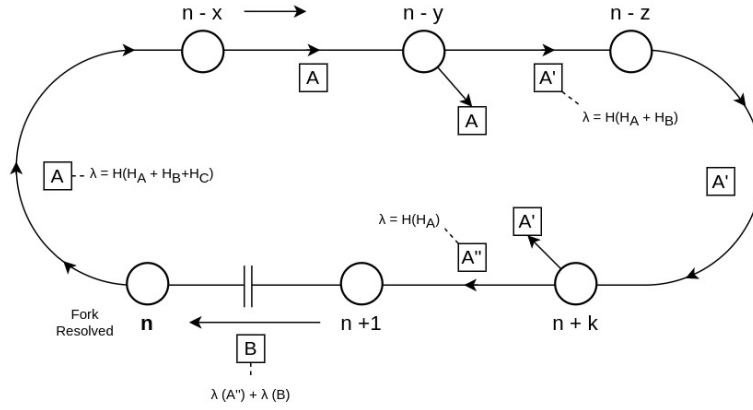 n - x
n - y
n - z
A
A'
A
λ = H(H_A + H_B)
A
λ = H(H_A + H_B+H_C)
A'
λ = H(H_A)
A'
A''
Fork
Resolved
n
n +1
n + k
B
λ (A'') + λ (B)